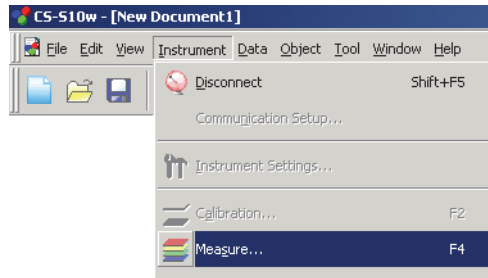 CS-S10w - [New Document1]
File Edit View Instrument Data Object Tool Window Help
Disconnect Shift+F5
Communication Setup...
Instrument Settings...
Calibration... F2
Measure... F4